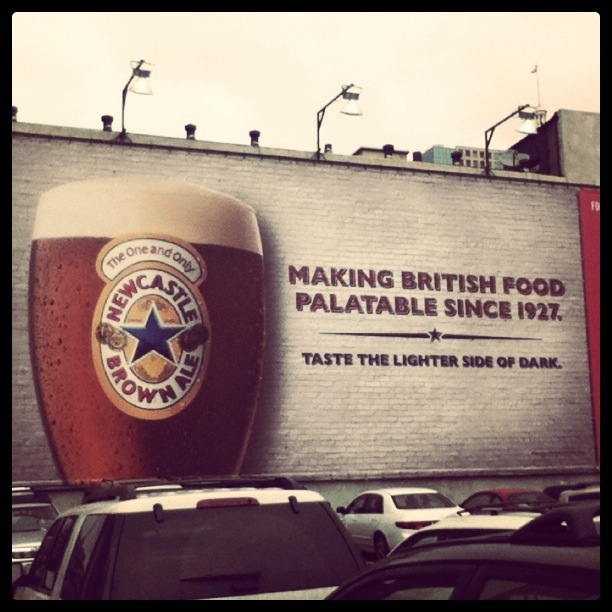 The One and Only
NEWCASTLE
BROWN ALE
MAKING BRITISH FOOD
PALATABLE SINCE 1927.
TASTE THE LIGHTER SIDE OF DARK.